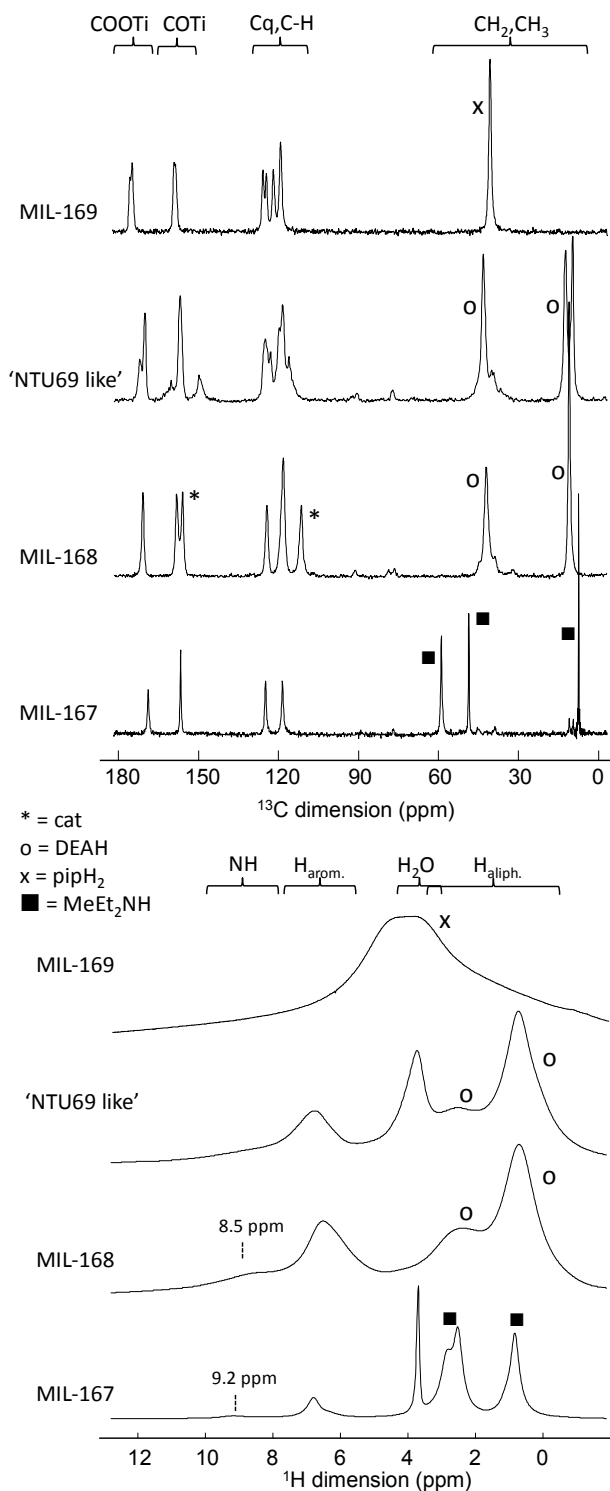 COOTi COTi Cq,C-H CH₂,CH₃
x
MIL-169
o o
'NTU69 like'
o o
* *
MIL-168
■ ■ ■
MIL-167
180 150 120 90 60 30 0
¹³C dimension (ppm)
* = cat
o = DEAH
x = pipH₂
■ = MeEt₂NH
NH Harom. H₂O Haliph.
x
MIL-169
o o
'NTU69 like'
o o
8.5 ppm
MIL-168
■ ■
9.2 ppm
MIL-167
12 10 8 6 4 2 0
¹H dimension (ppm)